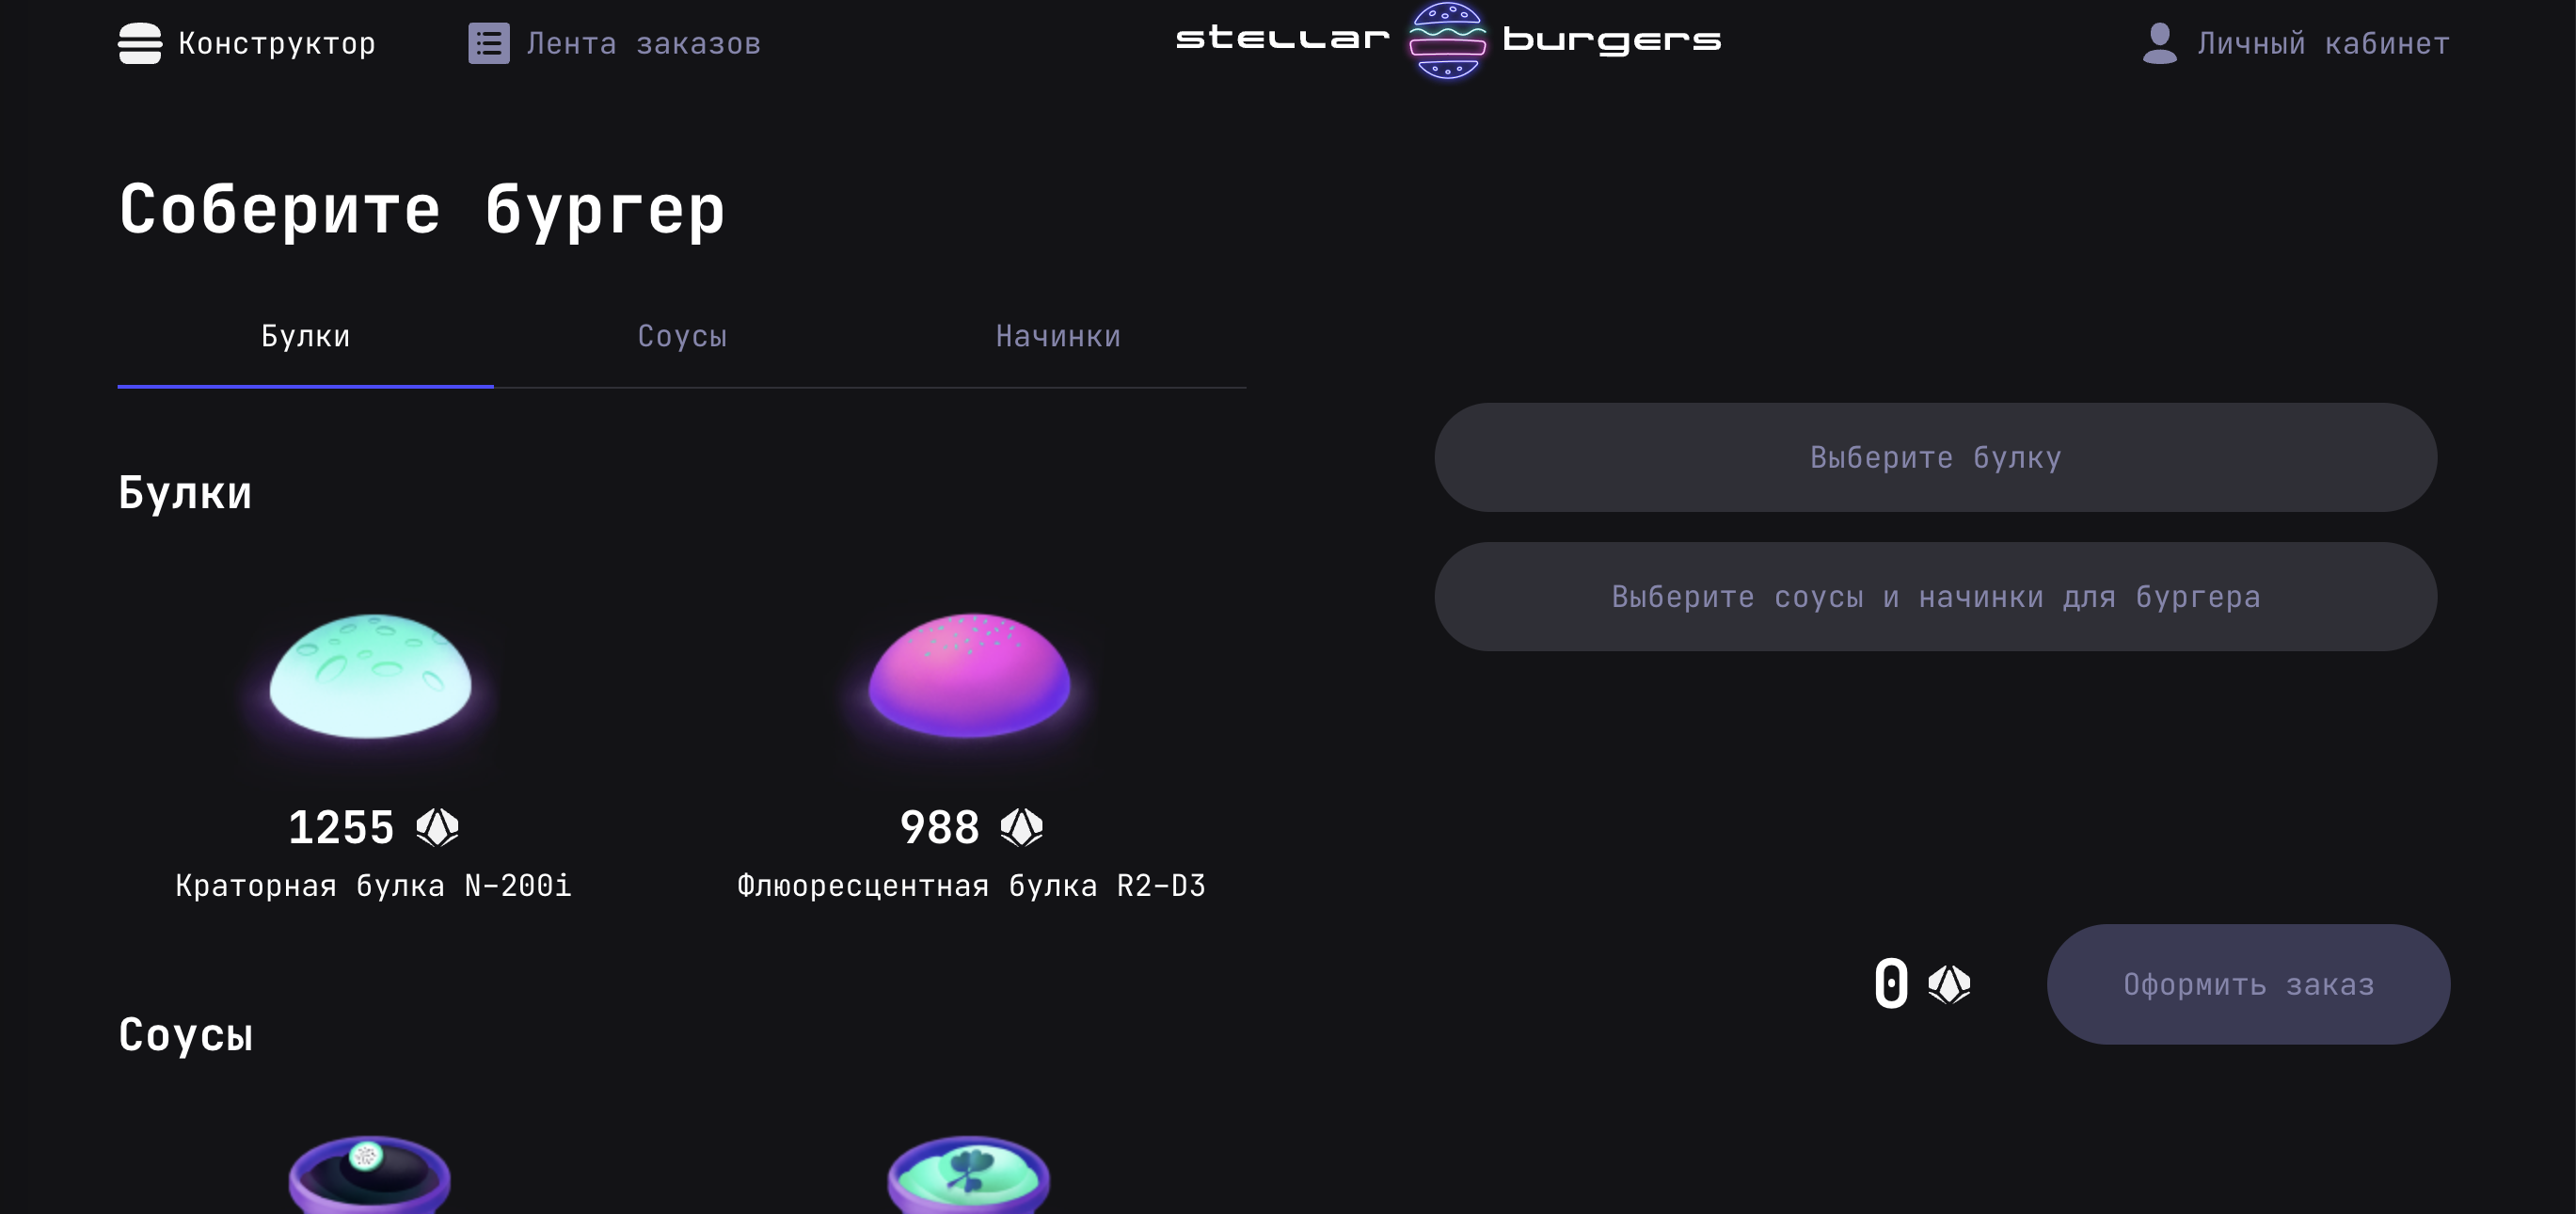 Конструктор
Лента заказов
stellar burgers
Личный кабинет
Соберите бургер
Булки
Соусы
Начинки
Булки
1255
Краторная булка N-200i
988
Флюоресцентная булка R2-D3
Соусы
Выберите булку
Выберите соусы и начинки для бургера
0
Оформить заказ